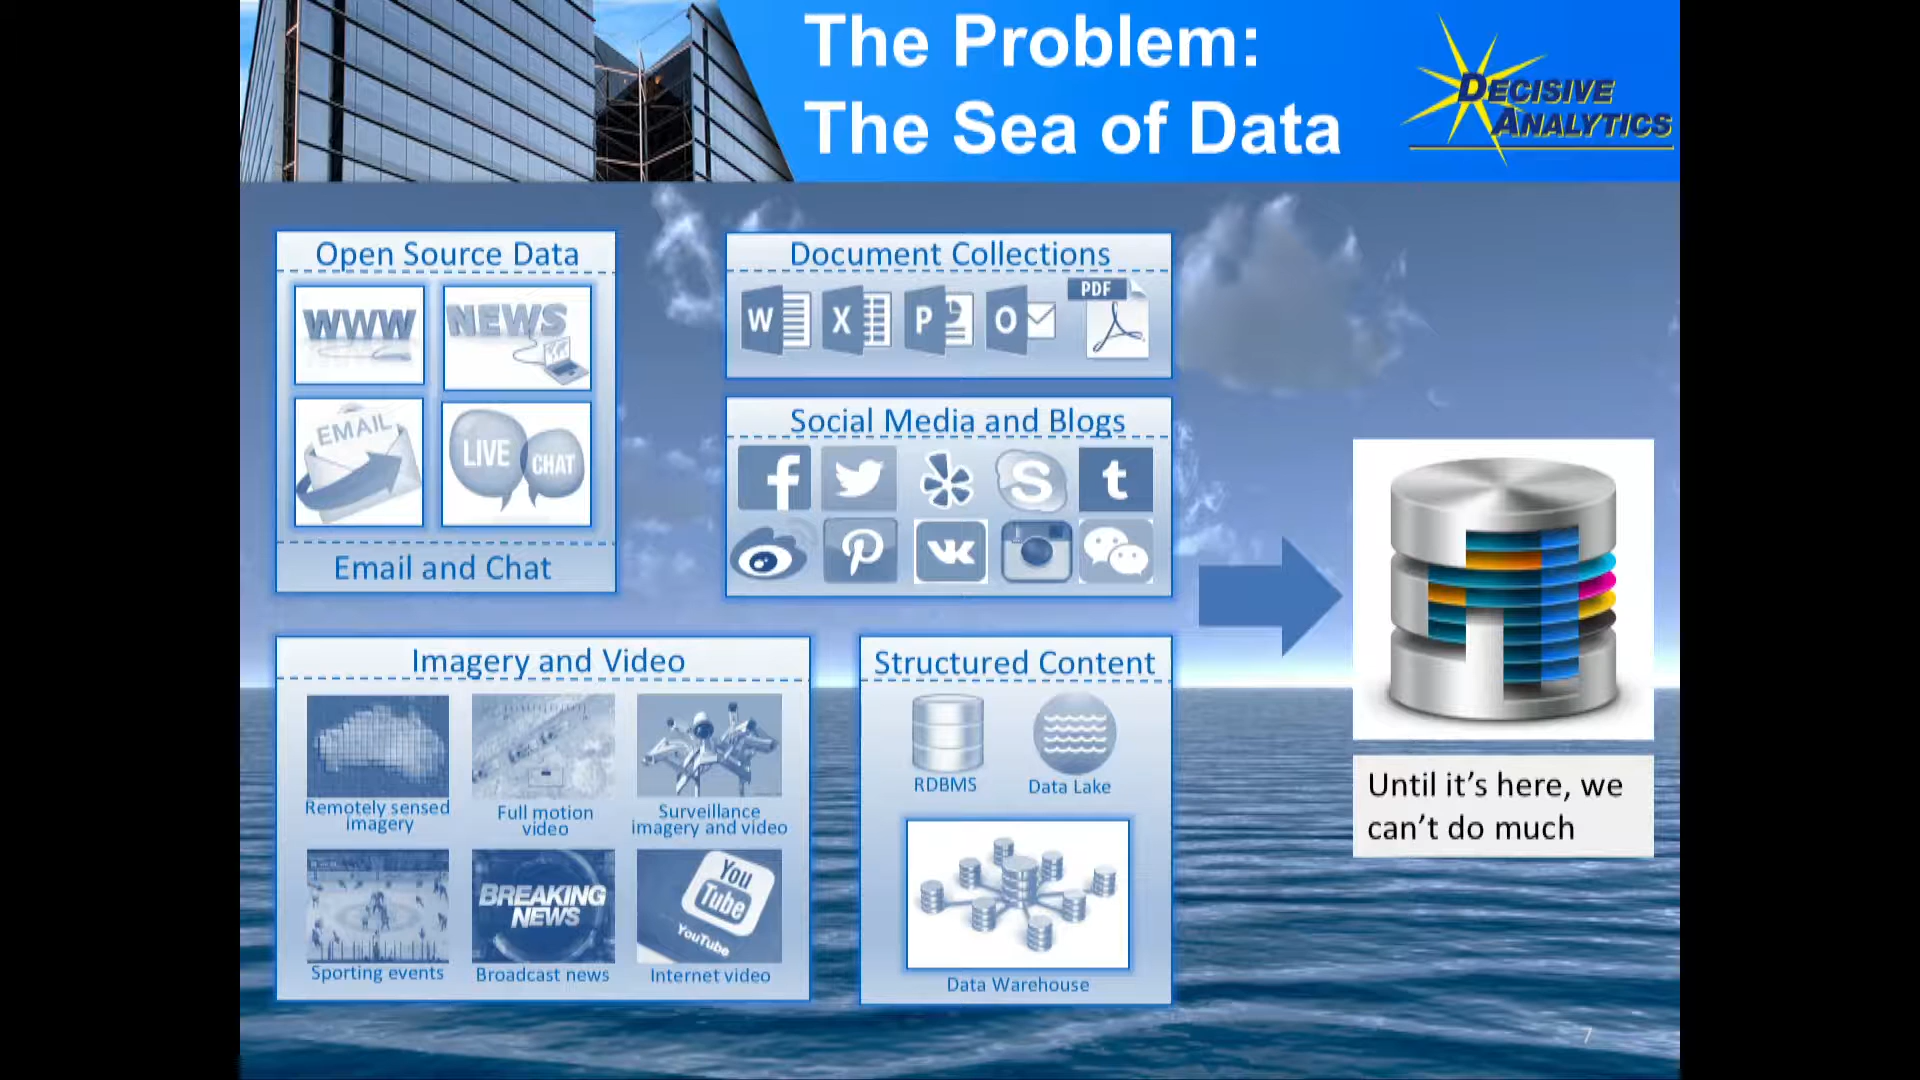 The Problem:
The Sea of Data
DECISIVE
ANALYTICS
Open Source Data
WWW
NEWS
EMAIL
LIVE
CHAT
Email and Chat
Document Collections
W
X
P
O
PDF
Social Media and Blogs
f
S
t
VK
Imagery and Video
Remotely sensed
imagery
Full motion
video
Surveillance
imagery and video
BREAKING
NEWS
You
Tube
YouTube
Sporting events
Broadcast news
Internet video
Structured Content
RDBMS
Data Lake
Data Warehouse
Until it's here, we
can't do much
7